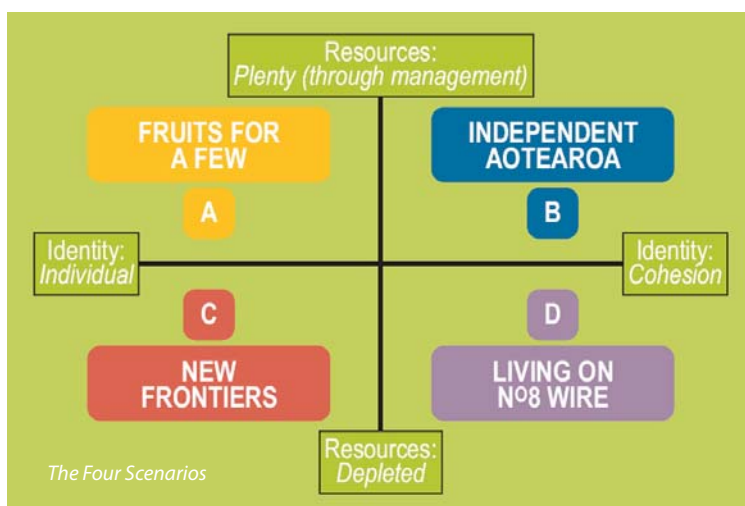 Resources:
Plenty (through management)
FRUITS FOR
A FEW
INDEPENDENT
AOTEAROA
A
B
Identity:
Individual
Identity:
Cohesion
C
D
NEW
FRONTIERS
LIVING ON
No8 WIRE
Resources:
Depleted
The Four Scenarios